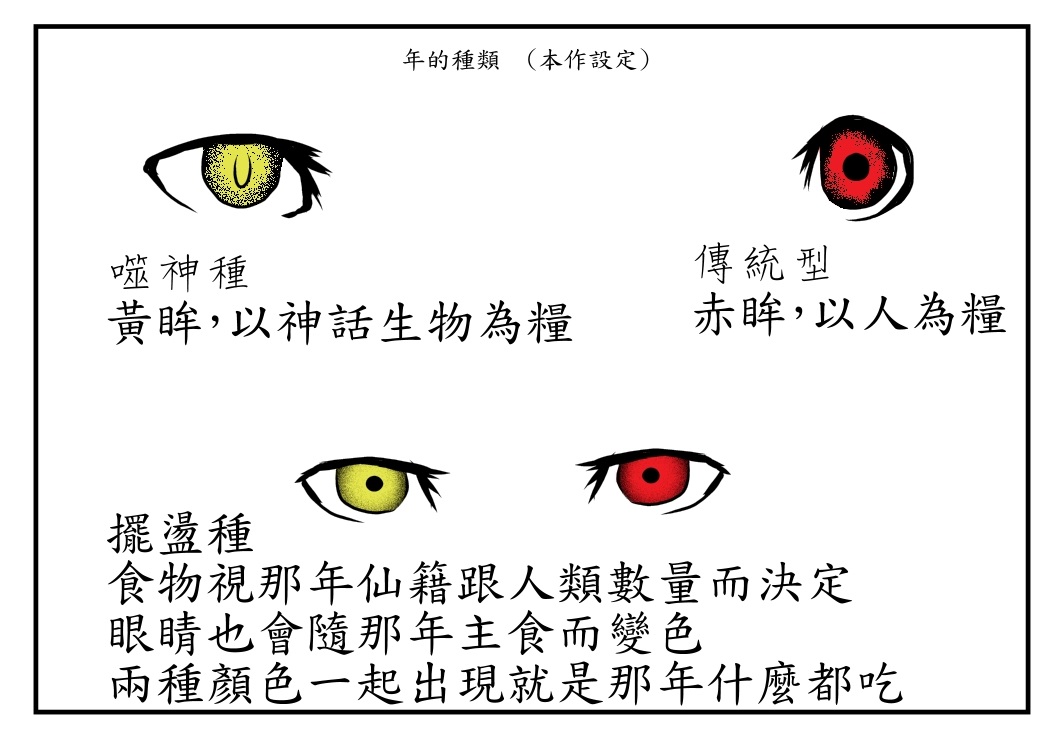 年的種類 （本作設定）
噬神種
黃眸，以神話生物為糧
傳統型
赤眸，以人為糧
擺盪種
食物視那年仙籍跟人類數量而決定
眼睛也會隨那年主食而變色
兩種顏色一起出現就是那年什麼都吃